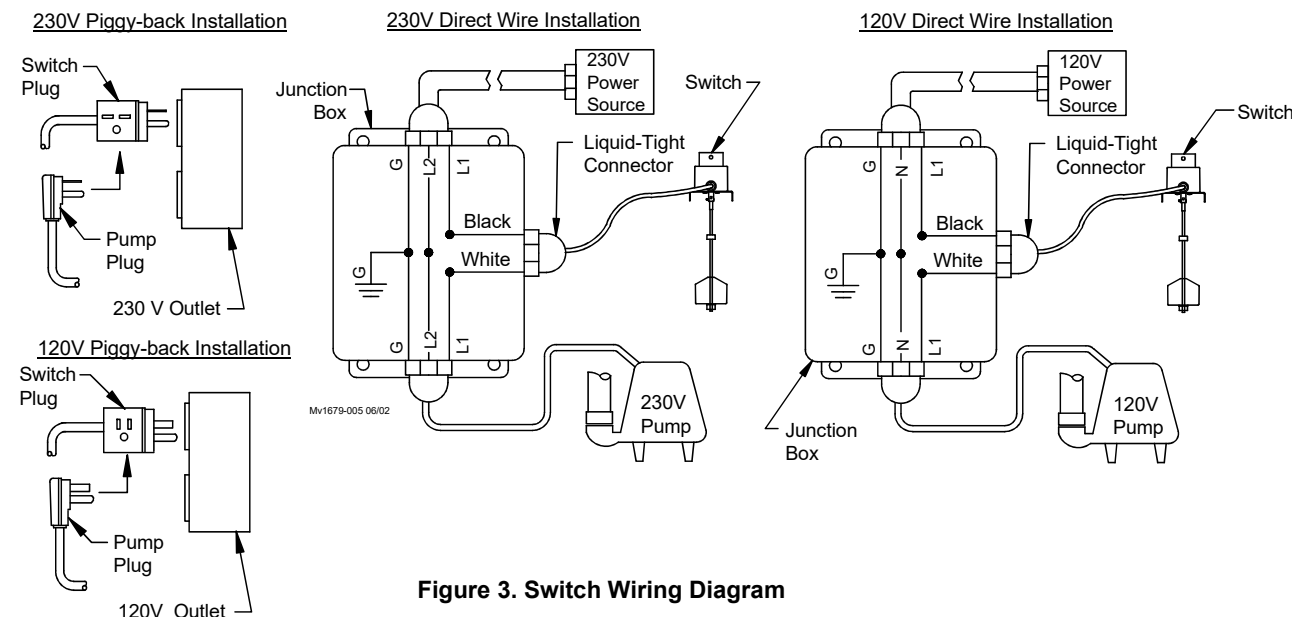 230V Piggy-back Installation
Switch
Plug
Pump
Plug
230 V Outlet
120V Piggy-back Installation
Switch
Plug
Pump
Plug
120V Outlet
230V Direct Wire Installation
Junction
Box
230V
Power
Source
Switch
Liquid-Tight
Connector
G
L2
L1
Black
White
G
G
L2
L1
Mv1679-005 06/02
230V
Pump
120V Direct Wire Installation
120V
Power
Source
Switch
Liquid-Tight
Connector
G
N
L1
Black
White
G
G
N
L1
Junction
Box
120V
Pump
Figure 3. Switch Wiring Diagram